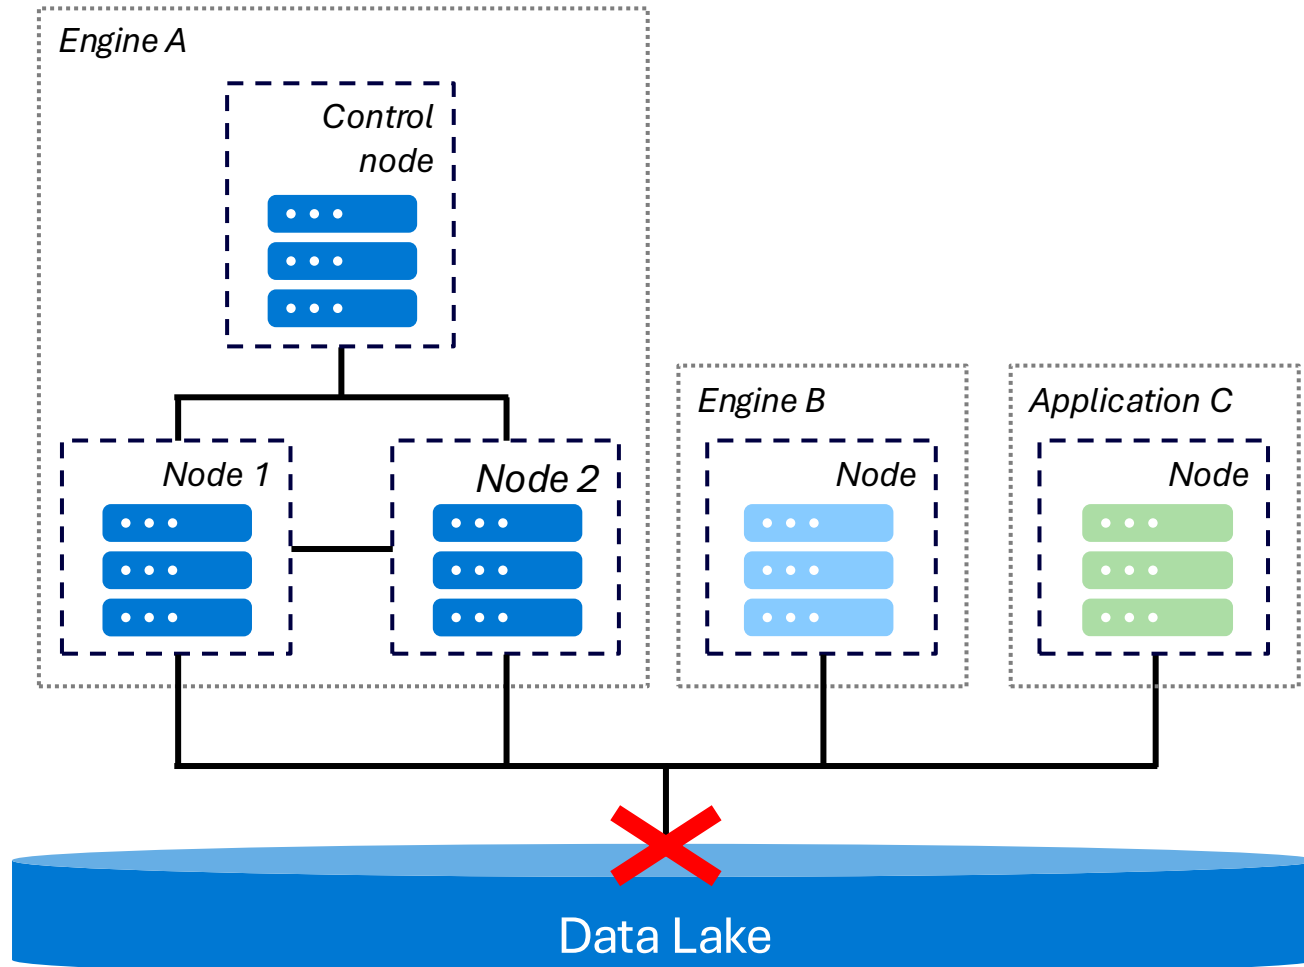 Engine A
Control
node
Node 1
Node 2
Engine B
Node
Application C
Node
Data Lake